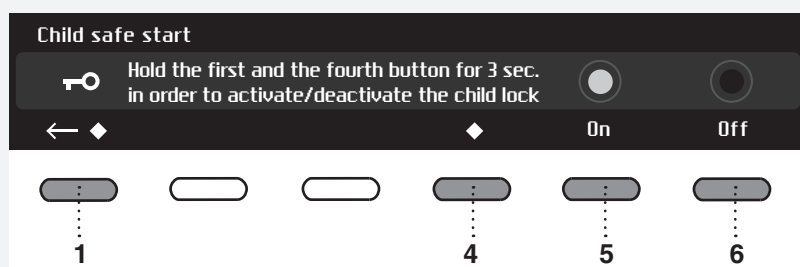 Child safe start
Hold the first and the fourth button for 3 sec.
in order to activate/deactivate the child lock
← ◆ ◆ On Off
1 4 5 6